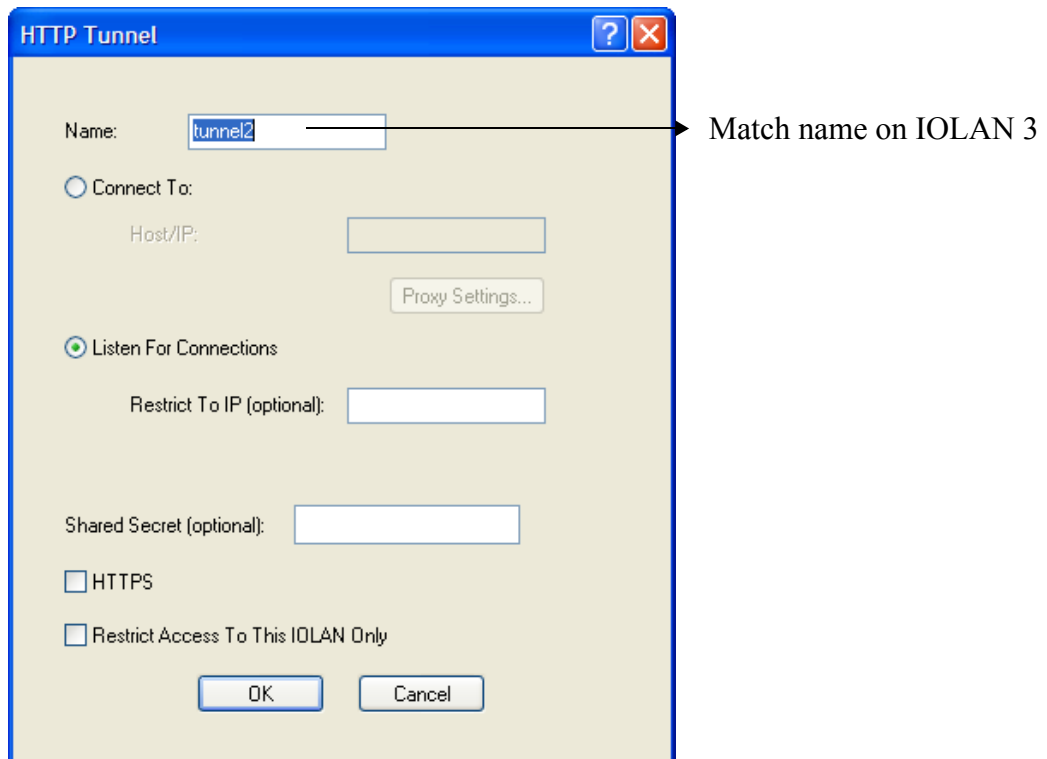 HTTP Tunnel
Name: tunnel2
Match name on IOLAN 3
Connect To:
Host/IP:
Proxy Settings...
Listen For Connections
Restrict To IP (optional):
Shared Secret (optional):
HTTPS
Restrict Access To This IOLAN Only
OK Cancel